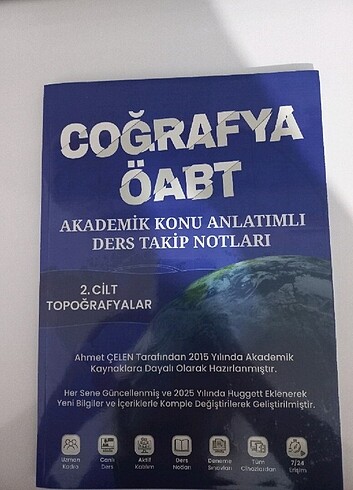 COĞRAFYA
ÖABT
AKADEMİK KONU ANLATIMLI
DERS TAKİP NOTLARI
2. CİLT
TOPOĞRAFYALAR
Ahmet ÇELEN Tarafından 2015 Yılında Akademik
Kaynaklara Dayalı Olarak Hazırlanmıştır.
Her Sene Güncellenmiş ve 2025 Yılında Huggett Eklenerek
Yeni Bilgiler ve İçeriklerle Komple Değiştirilerek Geliştirilmiştir.
Uzman Kadro
Canlı Ders
Aktif Katılım
Ders Notları
Deneme Sınavları
Tüm Cihazlardan
7/24 Erişim